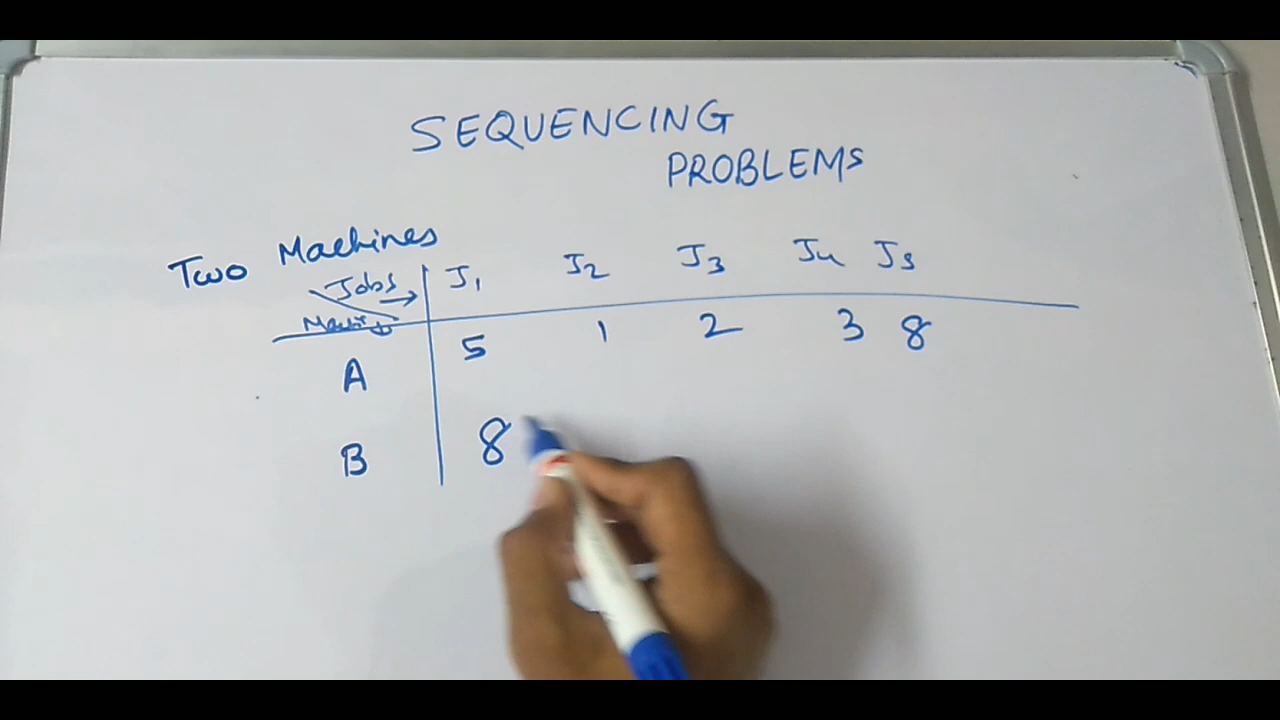 SEQUENCING
PROBLEMS
Two Machines
Jobs → J1 J2 J3 J4 J5
A 5 1 2 3 8
B 8